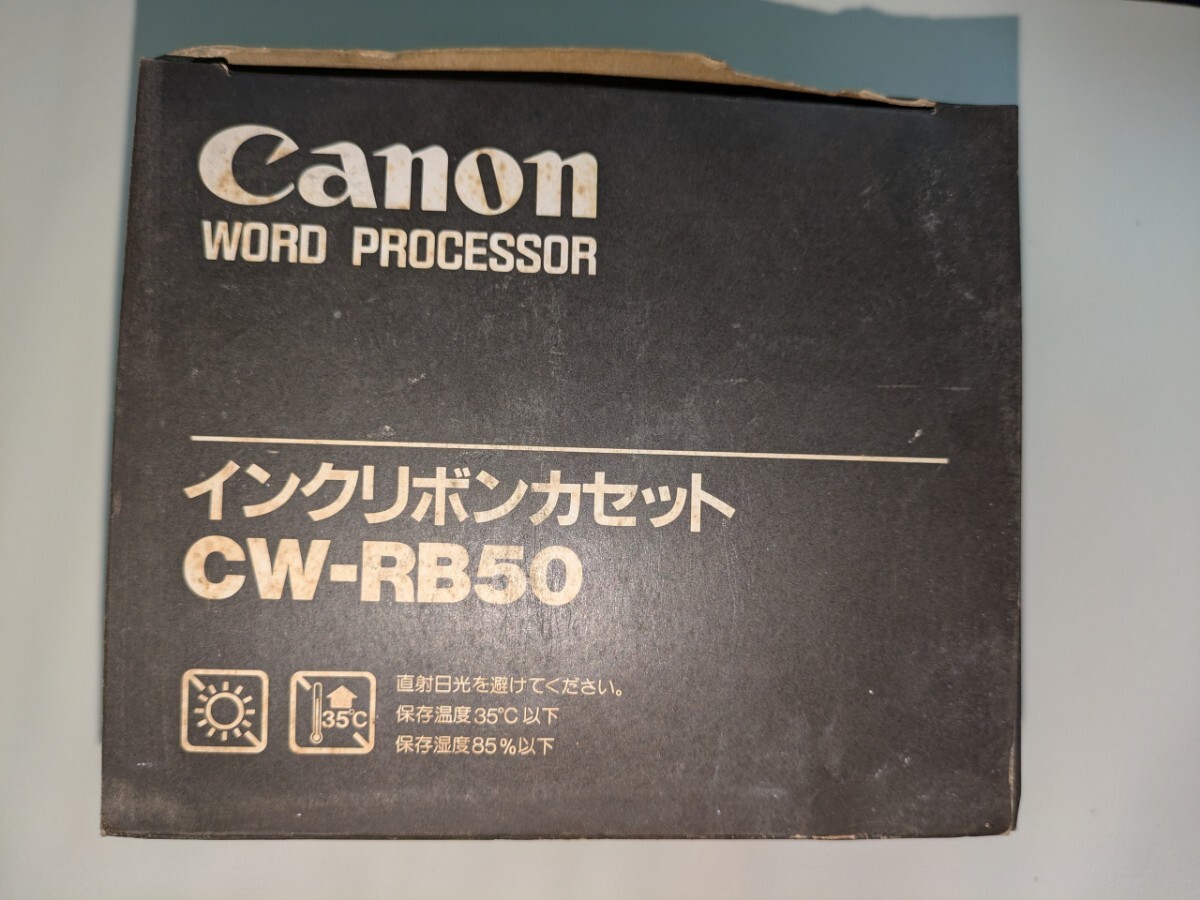 Canon
WORD PROCESSOR
インクリボンカセット
CW-RB50
35℃
直射日光を避けてください。
保存温度35℃以下
保存湿度85%以下